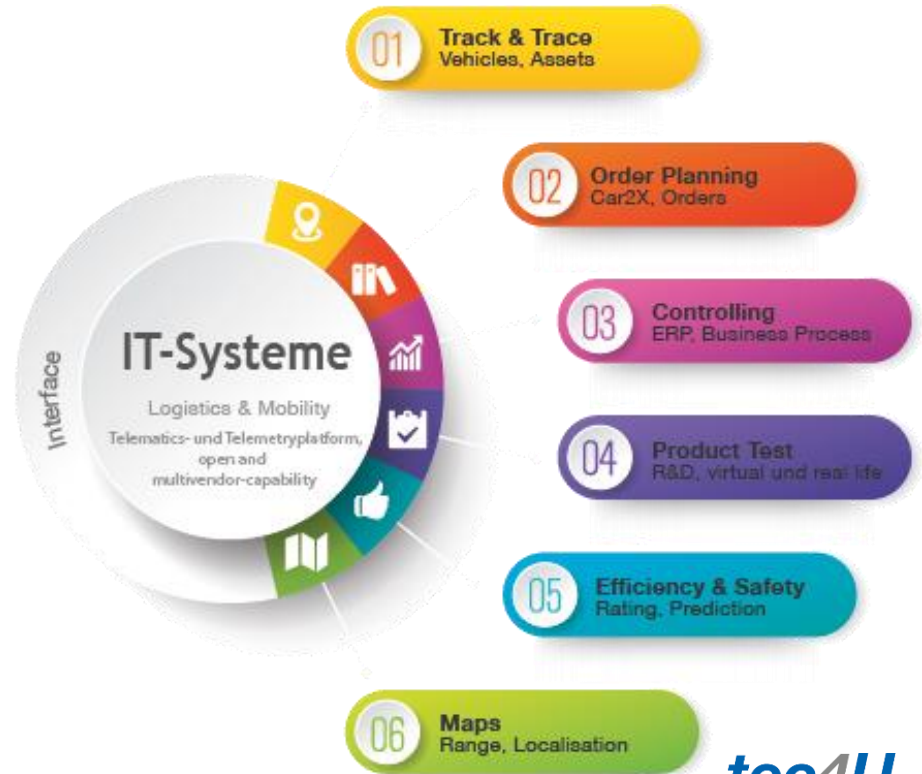 01
Track & Trace
Vehicles, Assets
02
Order Planning
Car2X, Orders
03
Controlling
ERP, Business Process
04
Product Test
R&D, virtual und real life
05
Efficiency & Safety
Rating, Prediction
06
Maps
Range, Localisation
Interface
IT-Systeme
Logistics & Mobility
Telematics- und Telemetryplatform,
open and
multivendor-capability